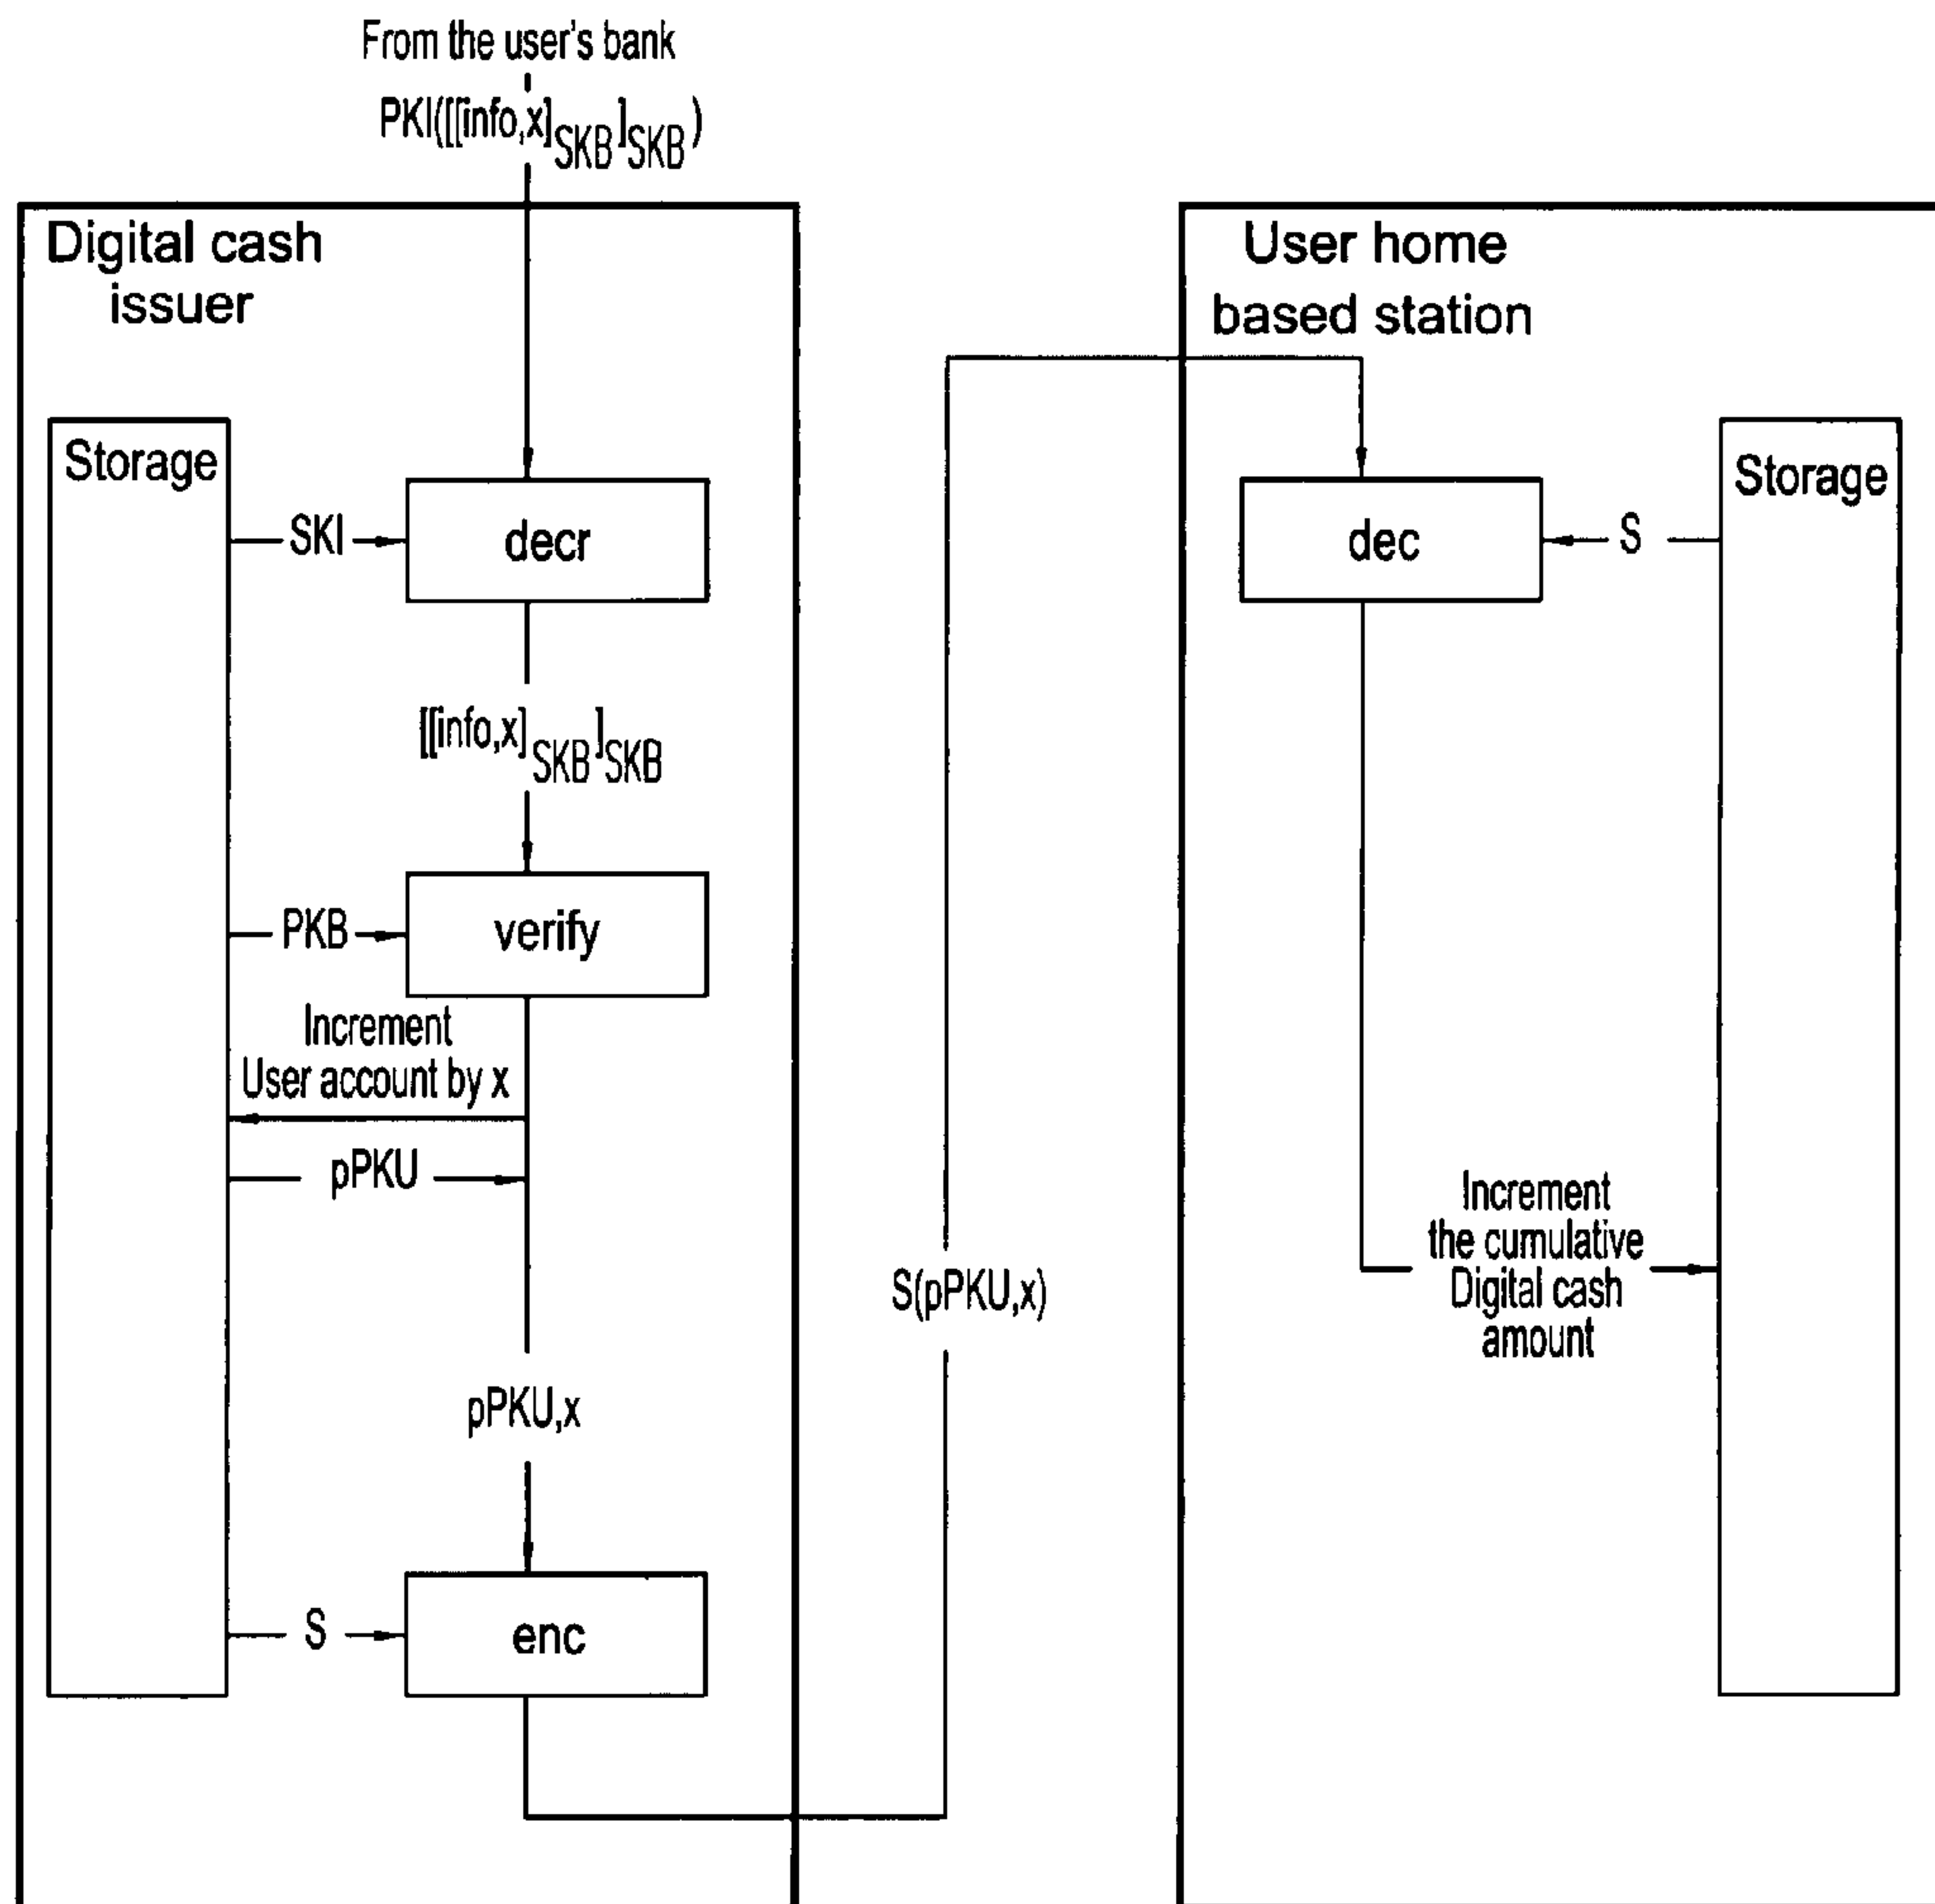 From the user's bank
PKI([[info,x]SKB]SKB)
Digital cash
issuer
Storage
SKI
decr
[[info,x]SKB]SKB
PKB
verify
Increment
User account by x
pPKU
pPKU,x
S
enc
S(pPKU,x)
User home
based station
dec
S
Storage
Increment
the cumulative
Digital cash
amount